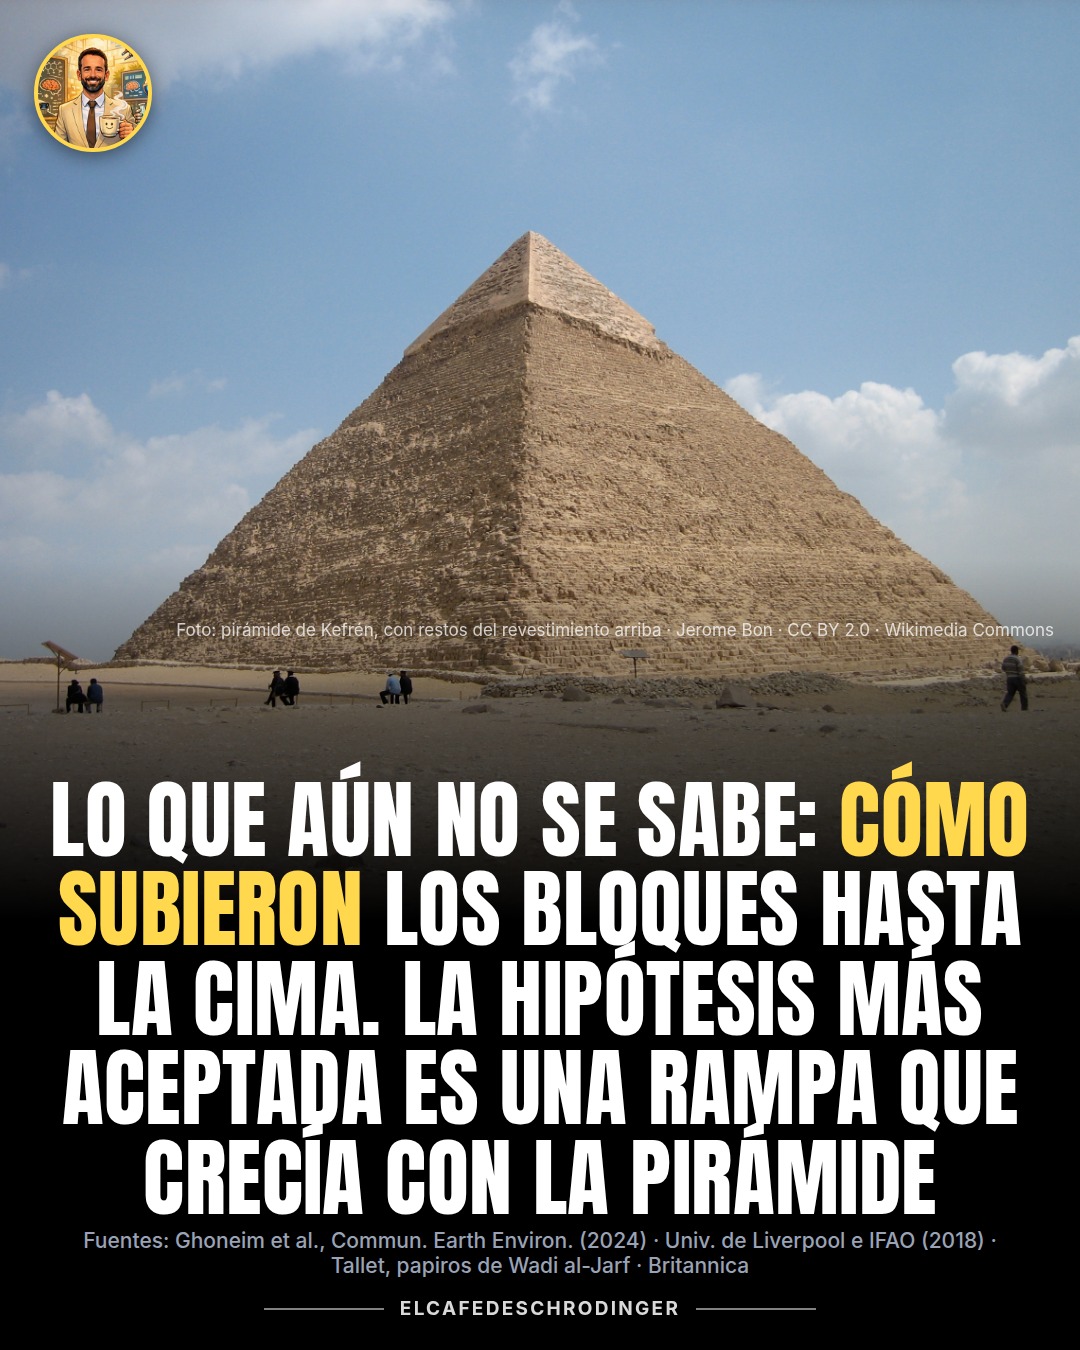 Foto: pirámide de Kefrén, con restos del revestimiento arriba · Jerome Bon · CC BY 2.0 · Wikimedia Commons
LO QUE AÚN NO SE SABE: CÓMO
SUBIERON LOS BLOQUES HASTA
LA CIMA. LA HIPÓTESIS MÁS
ACEPTADA ES UNA RAMPA QUE
CRECÍA CON LA PIRÁMIDE
Fuentes: Ghoneim et al., Commun. Earth Environ. (2024) · Univ. de Liverpool e IFAO (2018) ·
Tallet, papiros de Wadi al-Jarf · Britannica
ELCAFEDESCHRODINGER